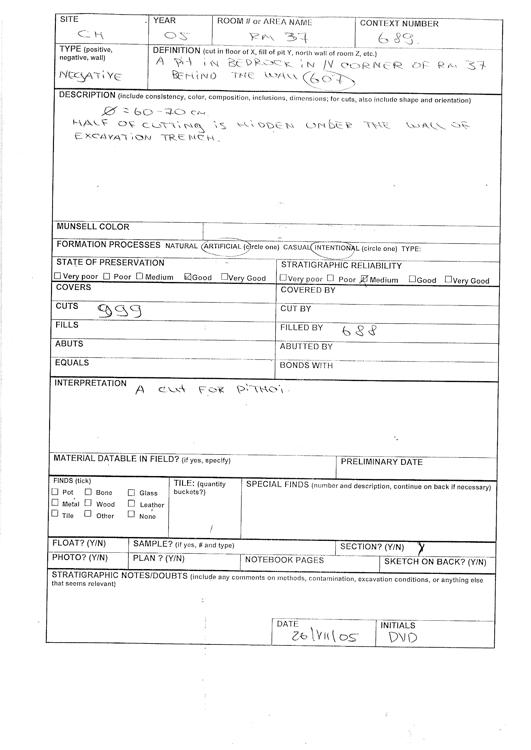 SITE YEAR ROOM # or AREA NAME CONTEXT NUMBER
CH 05 RM 37 689.
TYPE (positive, negative, wall) DEFINITION (cut in floor of X, fill of pit Y, north wall of room Z, etc.)
NEGATIVE A PIT IN BEDROCK IN N CORNER OF RM 37
BEHIND THE WALL (607)
DESCRIPTION (include consistency, color, composition, inclusions, dimensions; for cuts, also include shape and orientation)
Ø = 60-70 cm
HALF OF CUTTING IS HIDDEN UNDER THE WALL OF
EXCAVATION TRENCH.
MUNSELL COLOR
FORMATION PROCESSES NATURAL ARTIFICIAL (circle one) CASUAL INTENTIONAL (circle one) TYPE:
STATE OF PRESERVATION STRATIGRAPHIC RELIABILITY
☐ Very poor ☐ Poor ☐ Medium ☑ Good ☐ Very Good ☐ Very poor ☐ Poor ☑ Medium ☐ Good ☐ Very Good
COVERS COVERED BY
CUTS 999 CUT BY
FILLS FILLED BY 688
ABUTS ABUTTED BY
EQUALS BONDS WITH
INTERPRETATION A CUT FOR PITHOI.
MATERIAL DATABLE IN FIELD? (if yes, specify) PRELIMINARY DATE
FINDS (tick) TILE: (quantity buckets?) SPECIAL FINDS (number and description, continue on back if necessary)
☐ Pot ☐ Bone ☐ Glass
☐ Metal ☐ Wood ☐ Leather
☐ Tile ☐ Other ☐ None
/
FLOAT? (Y/N) SAMPLE? (if yes, # and type) SECTION? (Y/N) Y
PHOTO? (Y/N) PLAN ? (Y/N) NOTEBOOK PAGES SKETCH ON BACK? (Y/N)
STRATIGRAPHIC NOTES/DOUBTS (include any comments on methods, contamination, excavation conditions, or anything else
that seems relevant)
DATE INITIALS
26/VII/05 DVD